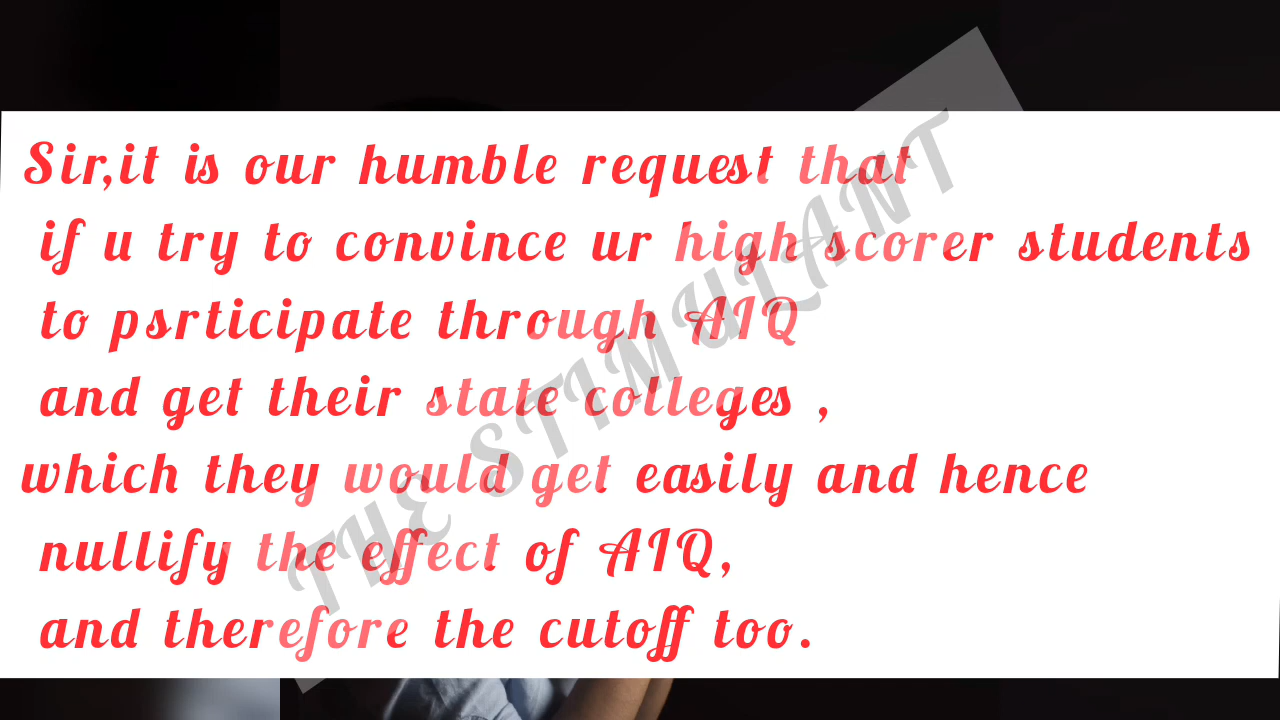 Sir,it is our humble request that
if u try to convince ur high scorer students
to psrticipate through AIQ
and get their state colleges ,
which they would get easily and hence
nullify the effect of AIQ,
and therefore the cutoff too.
THE STIMULANT